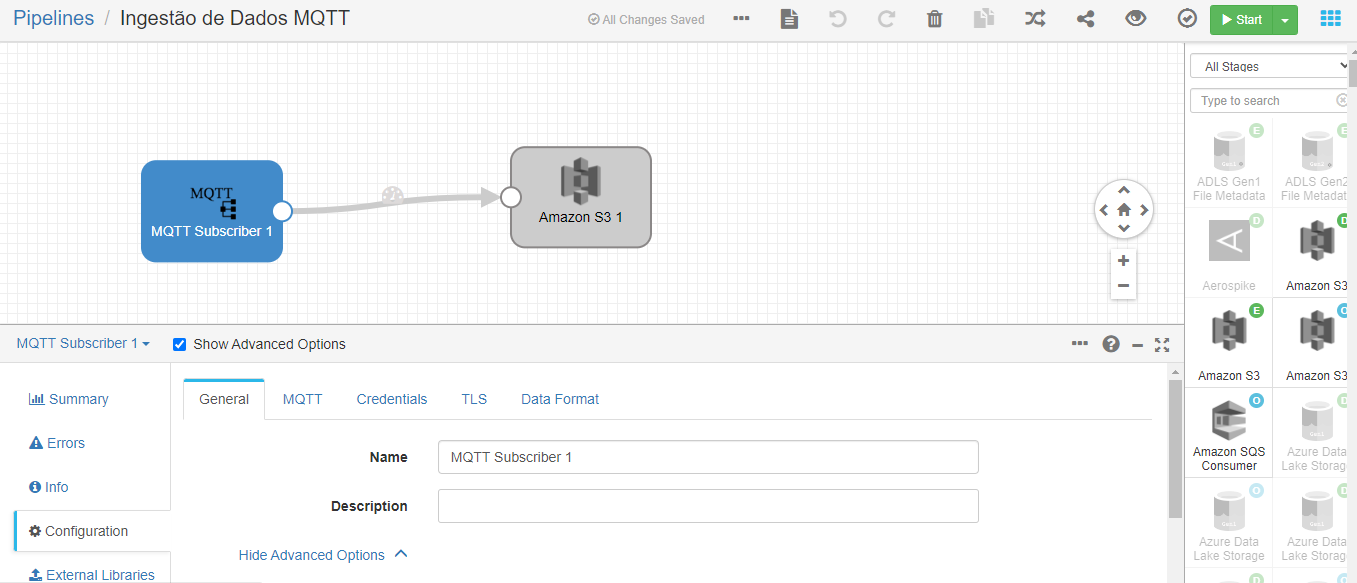 Pipelines / Ingestão de Dados MQTT
All Changes Saved
Start
All Stages
Type to search
MQTT
MQTT Subscriber 1
Amazon S3 1
E
E
ADLS Gen1
File Metadata
ADLS Gen2
File Metadat
D
D
Aerospike
Amazon S3
E
O
Amazon S3
Amazon S3
O
D
Amazon SQS
Consumer
Azure Data
Lake Storag
O
D
Azure Data
Lake Storage
Azure Data
Lake Storag
D
MQTT Subscriber 1
Show Advanced Options
Summary
Errors
Info
Configuration
External Libraries
General
MQTT
Credentials
TLS
Data Format
Name
MQTT Subscriber 1
Description
Hide Advanced Options